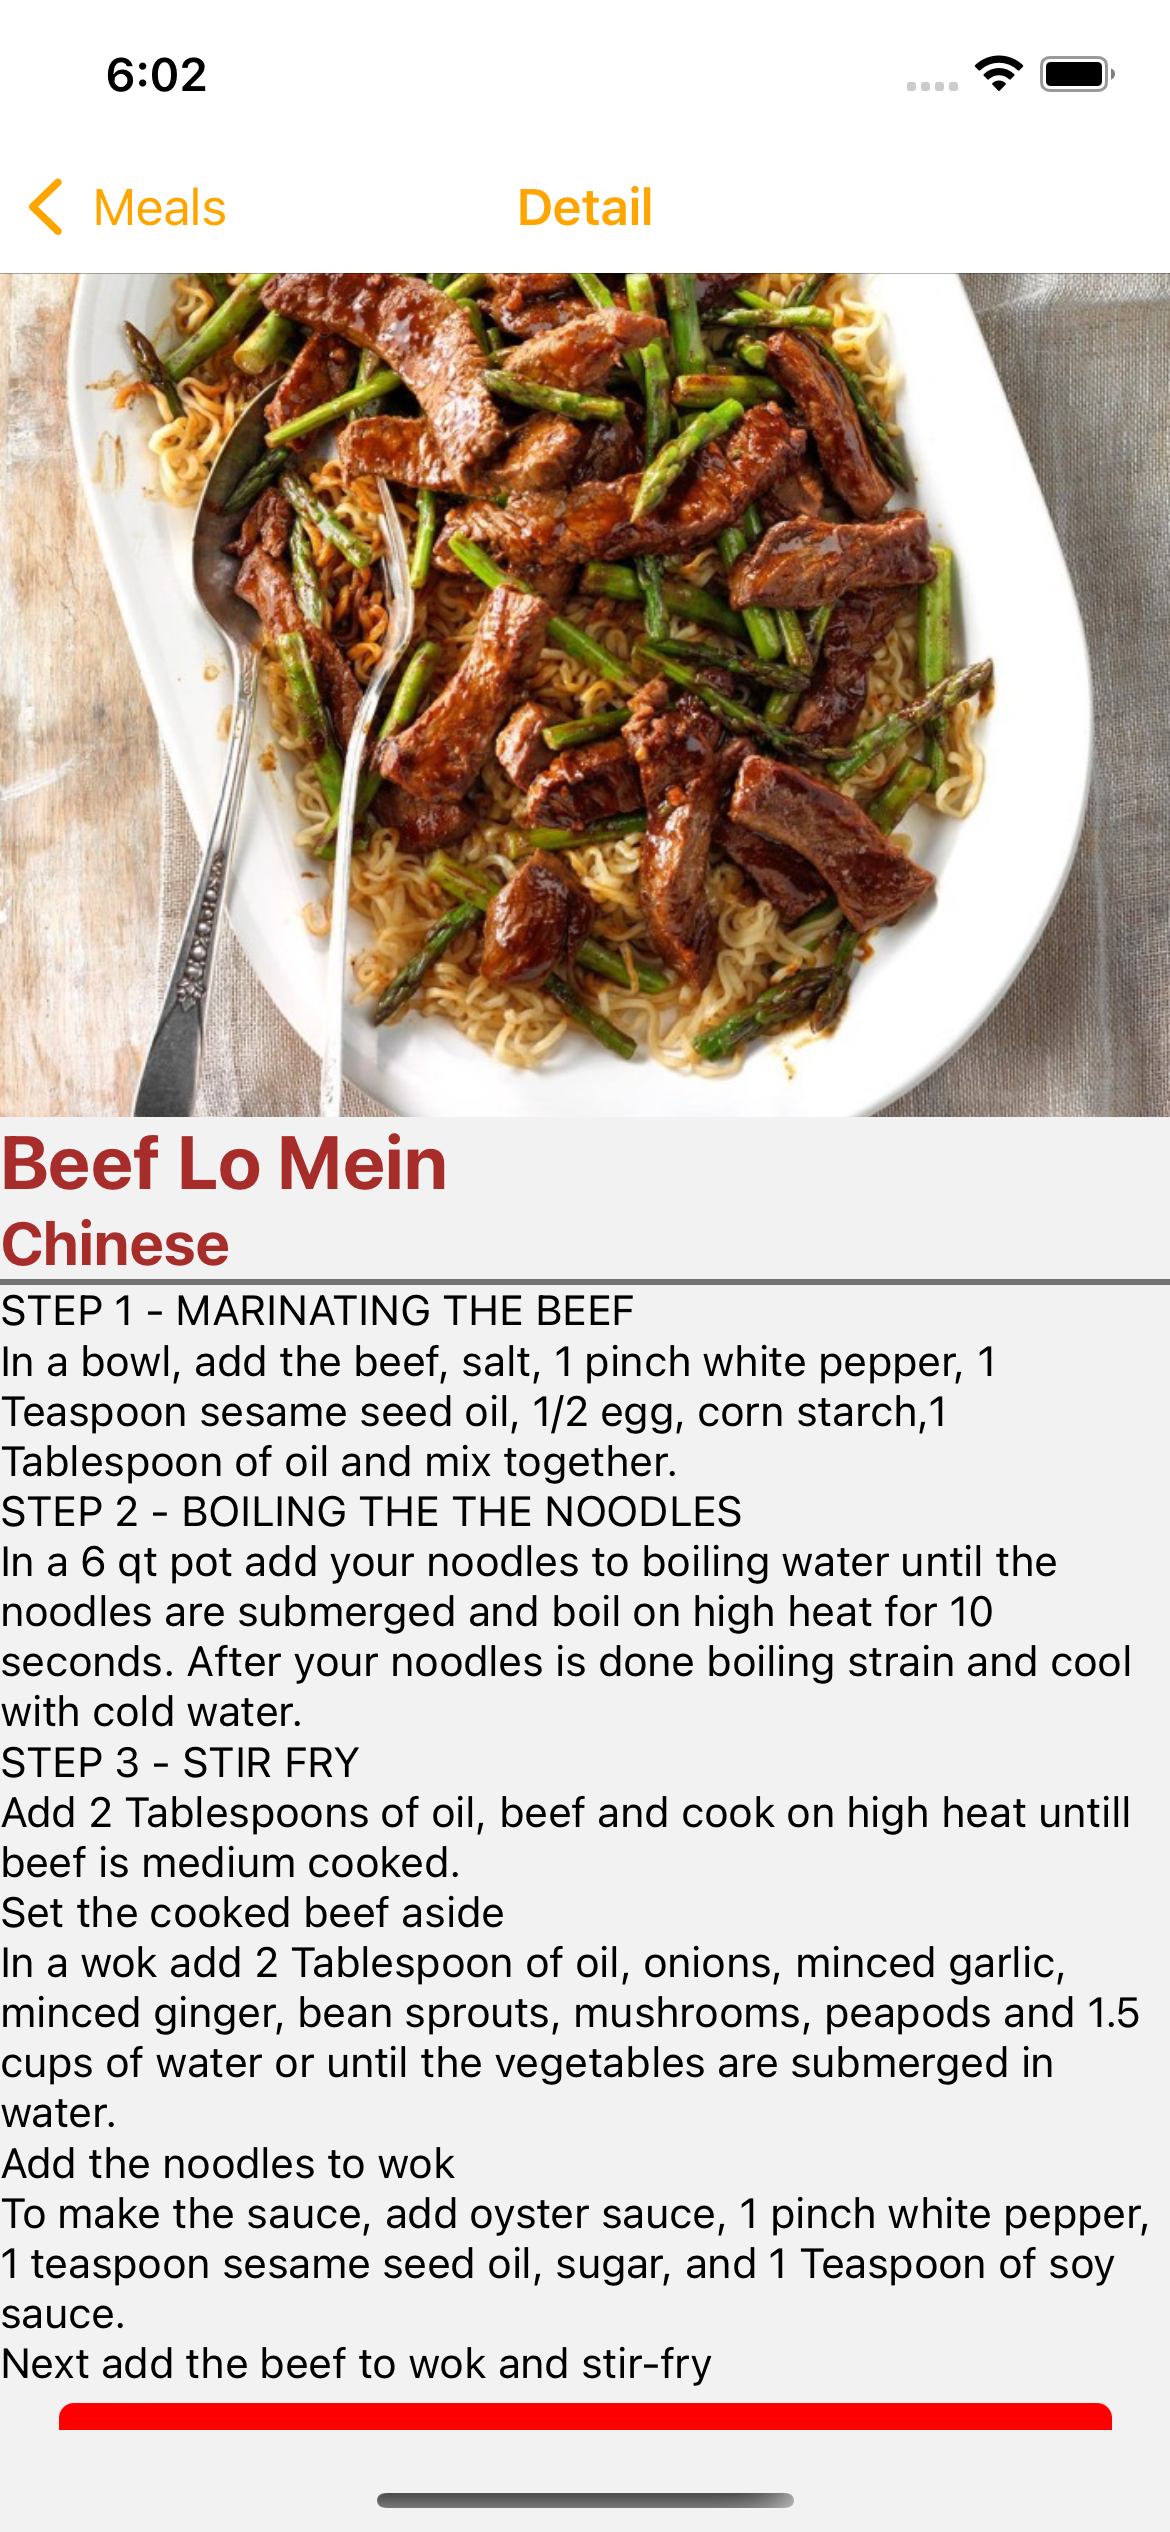 6:02
Meals
Detail
Beef Lo Mein
Chinese
STEP 1 - MARINATING THE BEEF
In a bowl, add the beef, salt, 1 pinch white pepper, 1
Teaspoon sesame seed oil, 1/2 egg, corn starch,1
Tablespoon of oil and mix together.
STEP 2 - BOILING THE THE NOODLES
In a 6 qt pot add your noodles to boiling water until the
noodles are submerged and boil on high heat for 10
seconds. After your noodles is done boiling strain and cool
with cold water.
STEP 3 - STIR FRY
Add 2 Tablespoons of oil, beef and cook on high heat untill
beef is medium cooked.
Set the cooked beef aside
In a wok add 2 Tablespoon of oil, onions, minced garlic,
minced ginger, bean sprouts, mushrooms, peapods and 1.5
cups of water or until the vegetables are submerged in
water.
Add the noodles to wok
To make the sauce, add oyster sauce, 1 pinch white pepper,
1 teaspoon sesame seed oil, sugar, and 1 Teaspoon of soy
sauce.
Next add the beef to wok and stir-fry